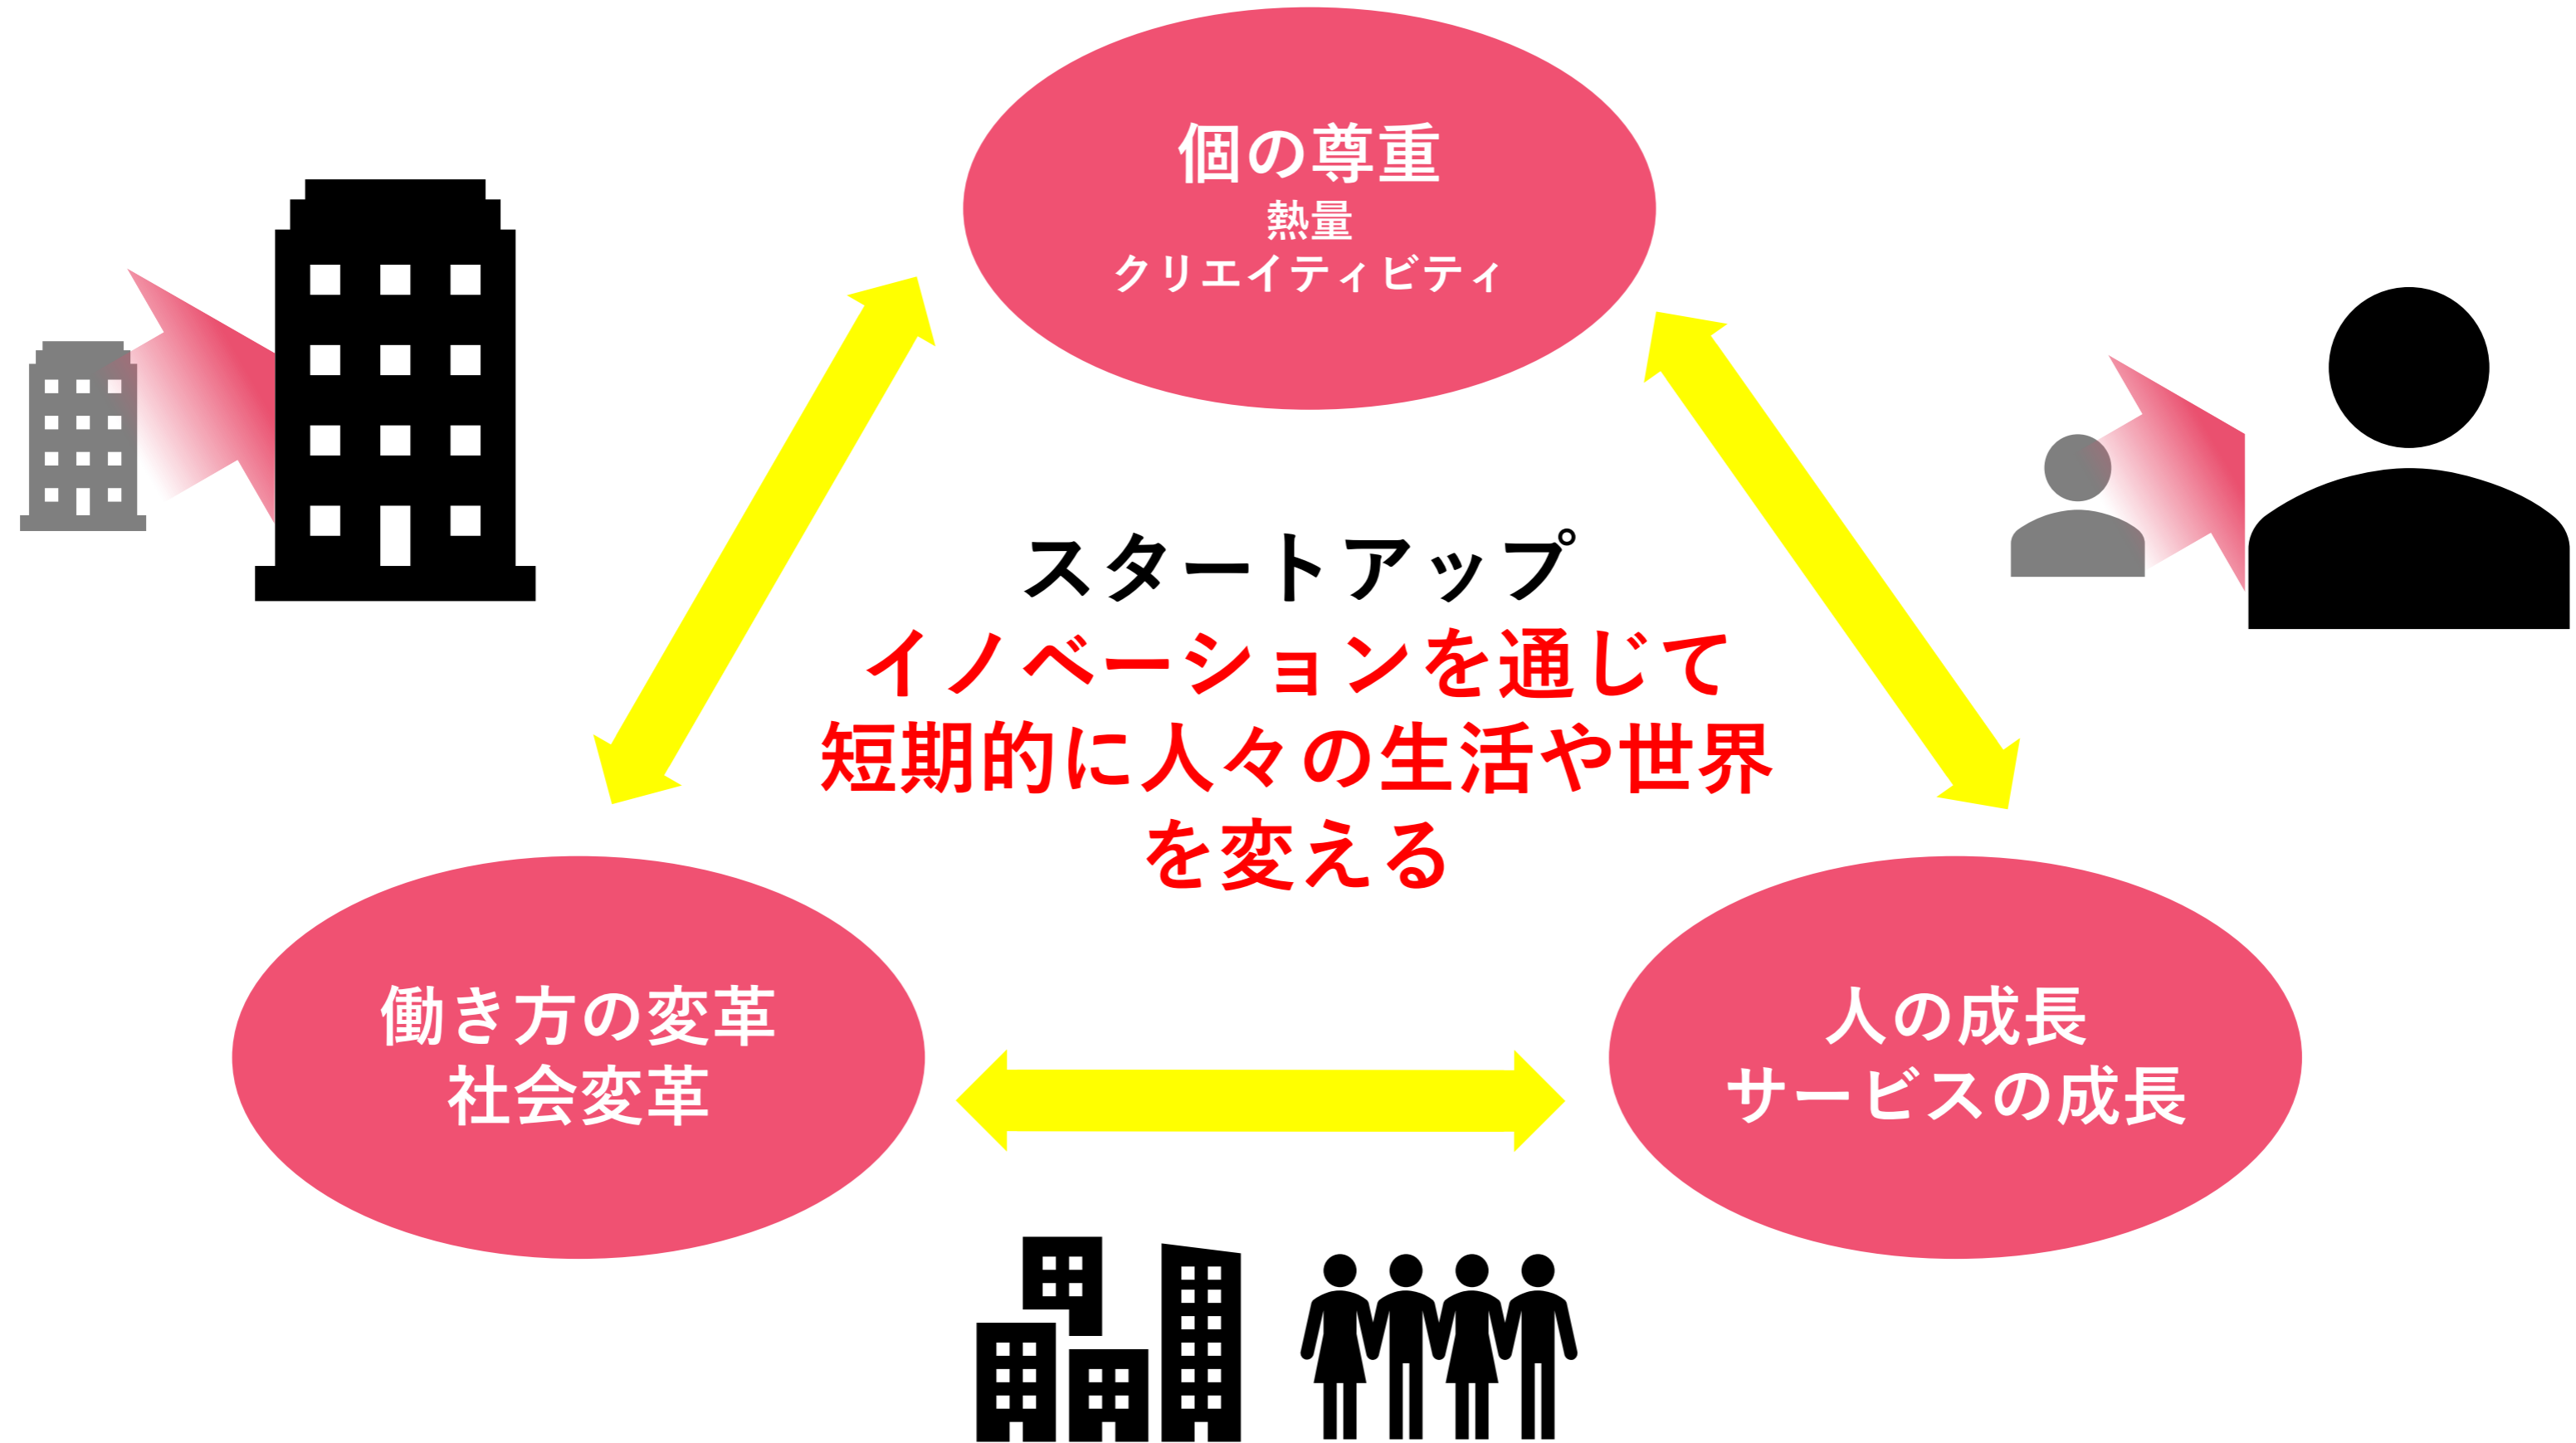 個の尊重
熱量
クリエイティビティ
スタートアップ
イノベーションを通じて
短期的に人々の生活や世界
を変える
働き方の変革
社会変革
人の成長
サービスの成長